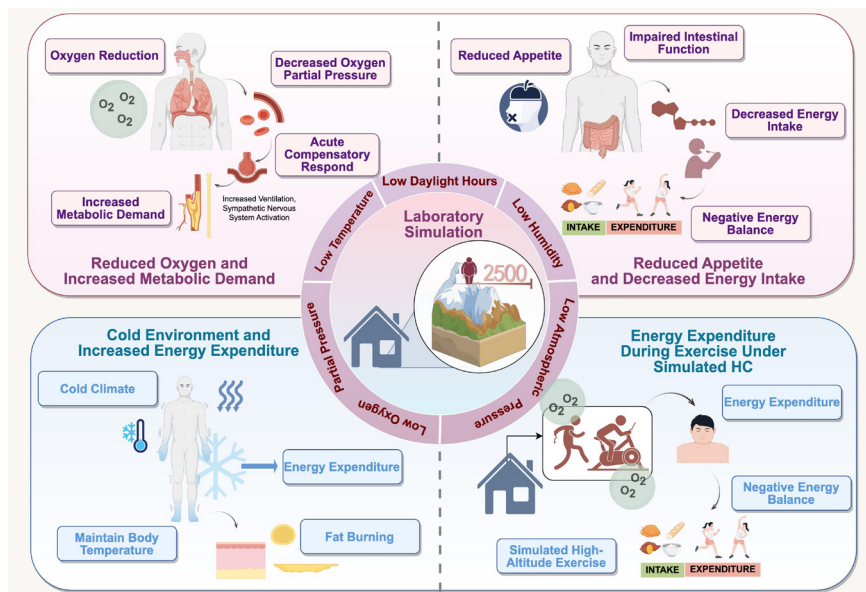 Oxygen Reduction
Decreased Oxygen
Partial Pressure
O2
O2
O2
Acute
Compensatory
Respond
Increased
Metabolic Demand
Increased Ventilation,
Sympathetic Nervous
System Activation
Reduced Oxygen and
Increased Metabolic Demand
Reduced Appetite
Impaired Intestinal
Function
Decreased Energy
Intake
INTAKE
EXPENDITURE
Negative Energy
Balance
Reduced Appetite
and Decreased Energy Intake
Low Daylight Hours
Low Temperature
Low Humidity
Laboratory
Simulation
2500
Low Atmospheric
Pressure
Low Oxygen
Partial Pressure
Cold Environment and
Increased Energy Expenditure
Cold Climate
Energy Expenditure
Maintain Body
Temperature
Fat Burning
Energy Expenditure
During Exercise Under
Simulated HC
O2
O2
Energy Expenditure
O2
O2
Negative Energy
Balance
Simulated High-
Altitude Exercise
INTAKE
EXPENDITURE